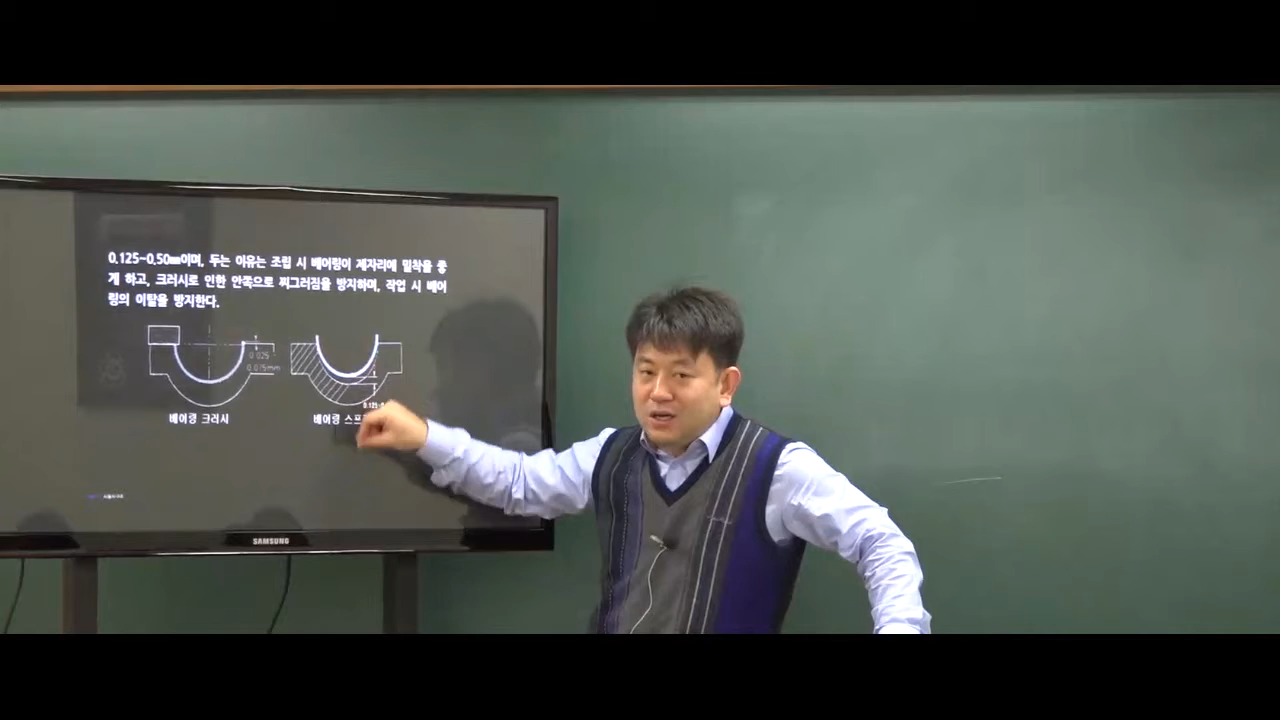 0.125~0.50㎜이며, 두는 이유는 조립 시 베어링이 제자리에 밀착을 좋
게 하고, 크러시로 인한 안쪽으로 찌그러짐을 방지하며, 작업 시 베어
링의 이탈을 방지한다.
0.025
0.075mm
베어링 크러시
베어링 스프
SAMSUNG